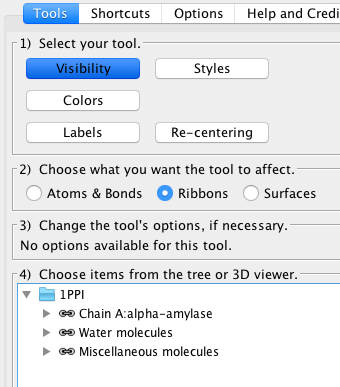 Tools Shortcuts Options Help and Credi
1) Select your tool.
Visibility Styles
Colors
Labels Re-centering
2) Choose what you want the tool to affect.
Atoms & Bonds Ribbons Surfaces
3) Change the tool's options, if necessary.
No options available for this tool.
4) Choose items from the tree or 3D viewer.
1PPI
Chain A:alpha-amylase
Water molecules
Miscellaneous molecules